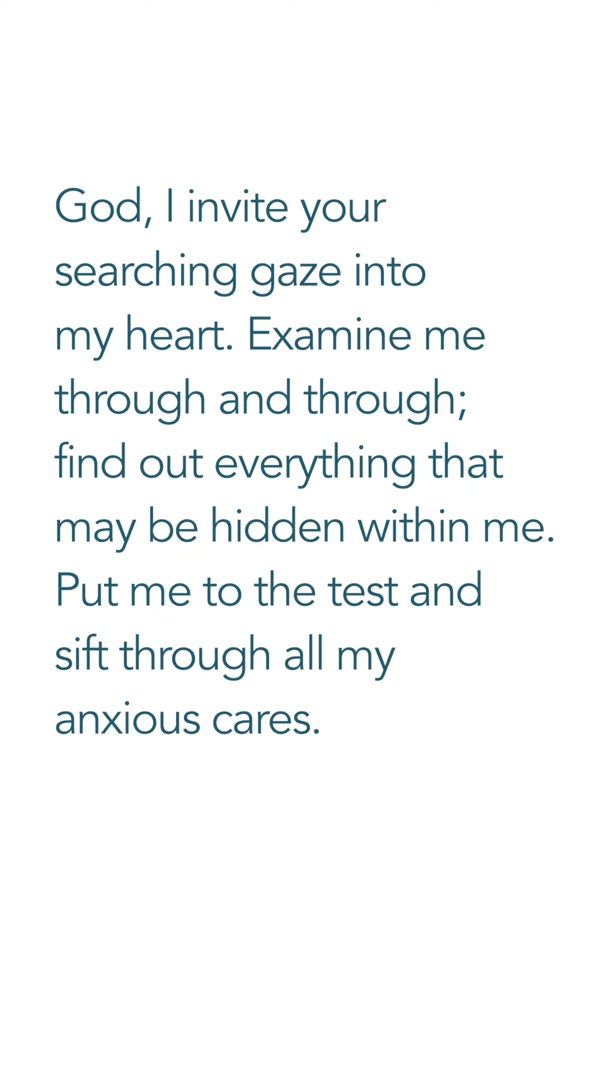 God, I invite your
searching gaze into
my heart. Examine me
through and through;
find out everything that
may be hidden within me.
Put me to the test and
sift through all my
anxious cares.